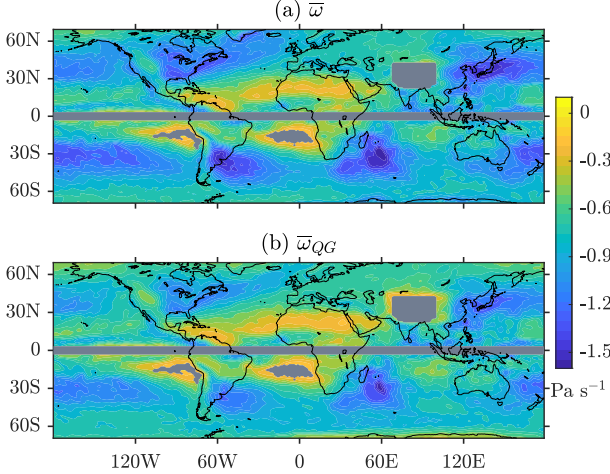 (a) ω̅
60N
30N
0
30S
60S
(b) ω̅_QG
60N
30N
0
30S
60S
120W 60W 0 60E 120E
0
-0.3
-0.6
-0.9
-1.2
-1.5
Pa s⁻¹